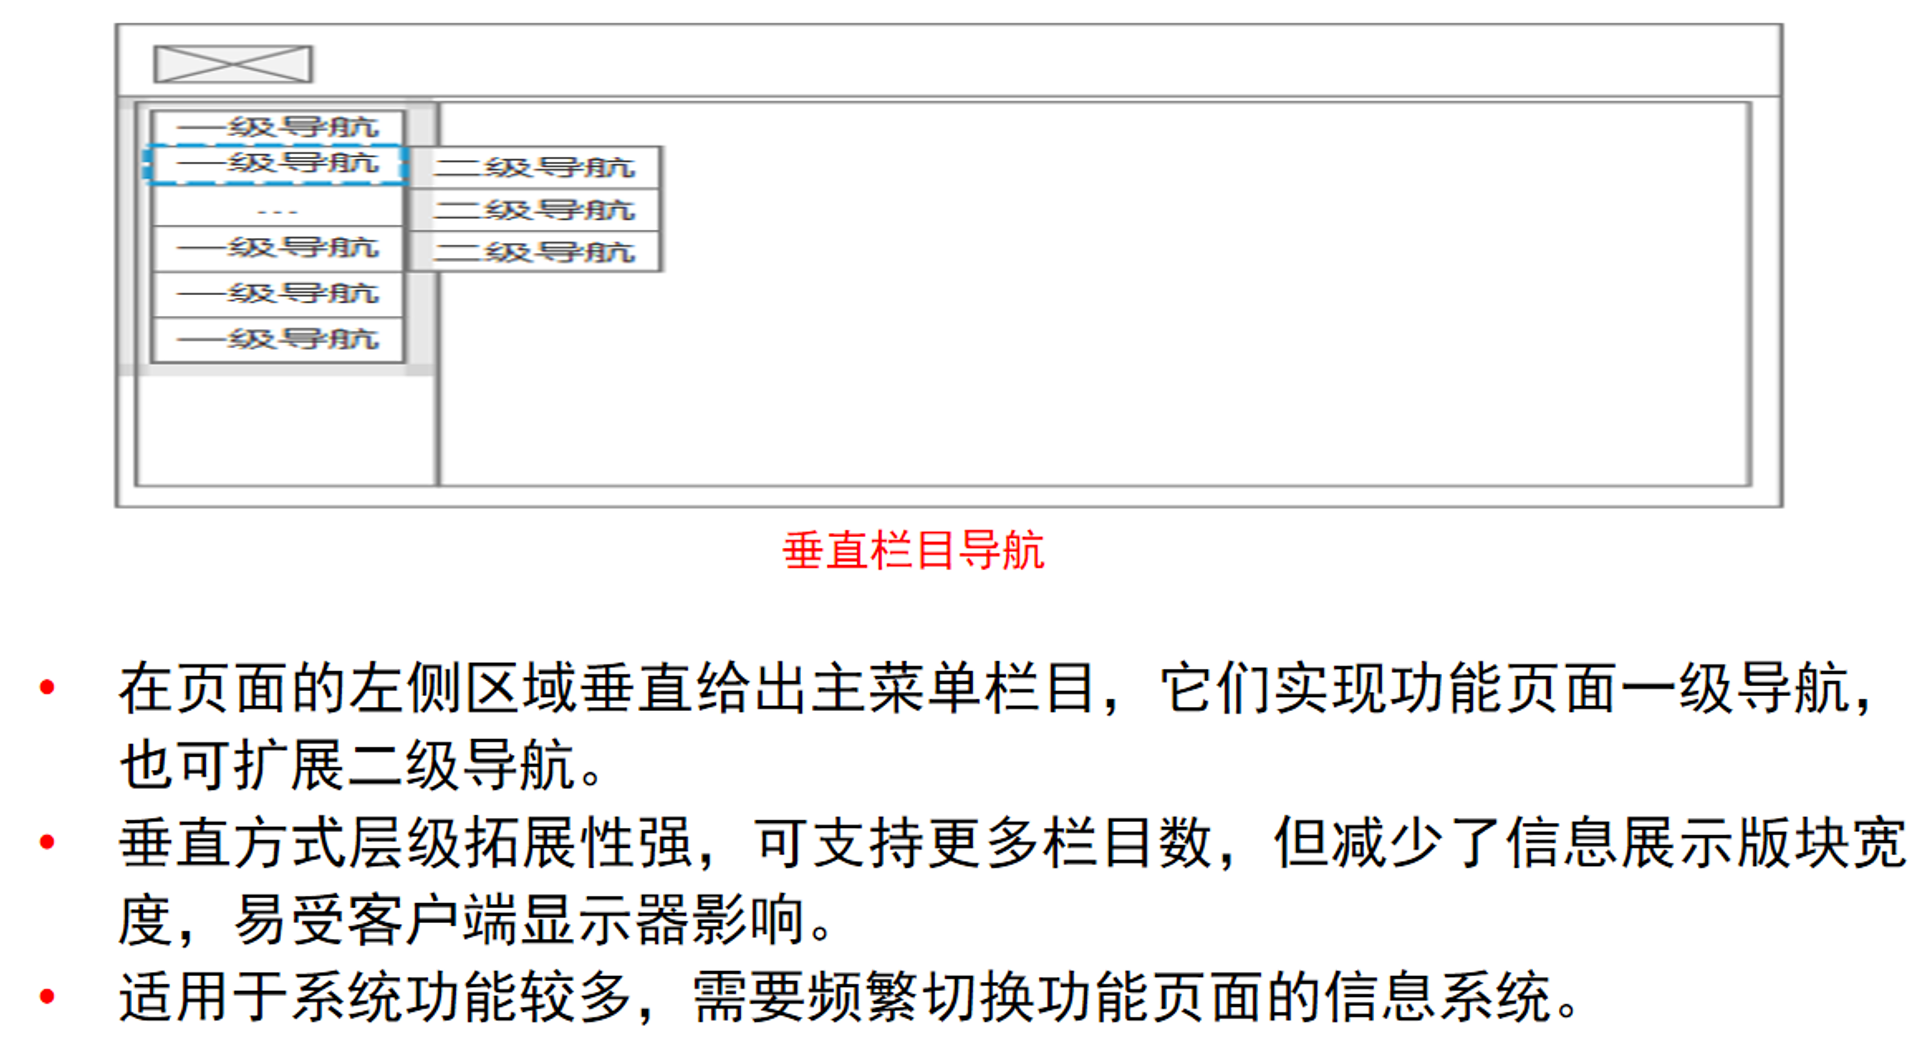 一级导航
一级导航
---
一级导航
一级导航
一级导航
二级导航
二级导航
二级导航
垂直栏目导航
• 在页面的左侧区域垂直给出主菜单栏目，它们实现功能页面一级导航，
也可扩展二级导航。
• 垂直方式层级拓展性强，可支持更多栏目数，但减少了信息展示版块宽
度，易受客户端显示器影响。
• 适用于系统功能较多，需要频繁切换功能页面的信息系统。